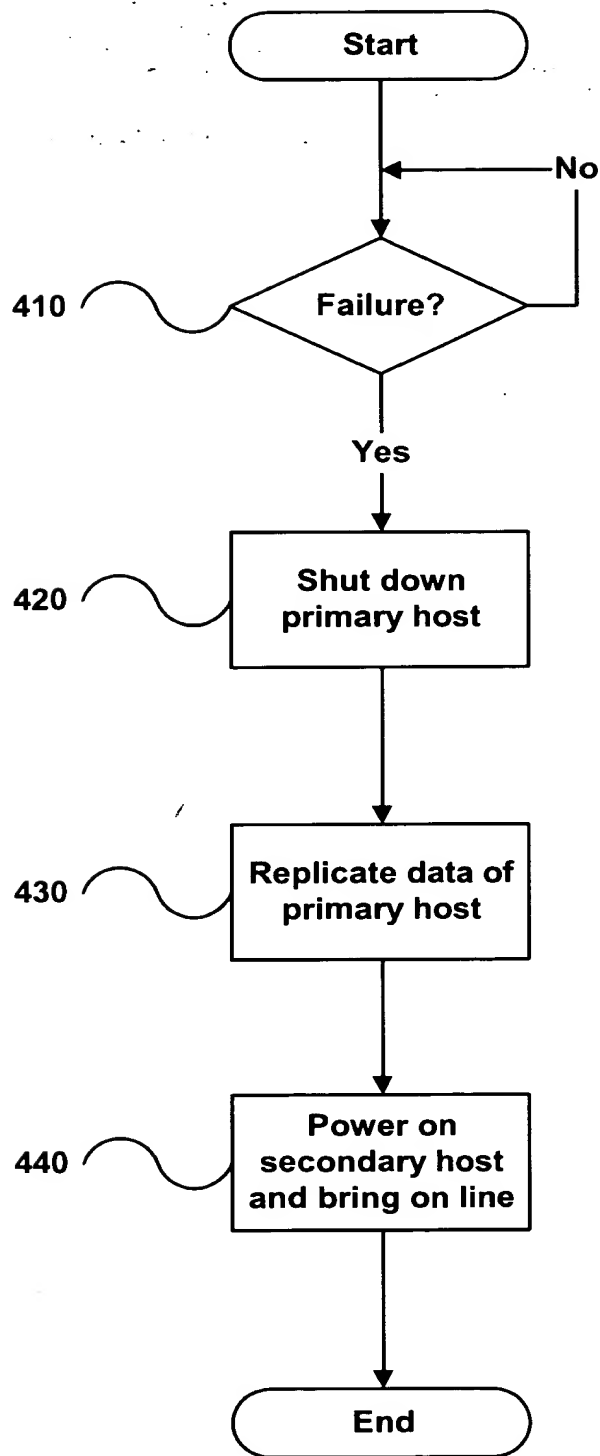 Start
No
410
Failure?
Yes
420
Shut down
primary host
430
Replicate data of
primary host
440
Power on
secondary host
and bring on line
End